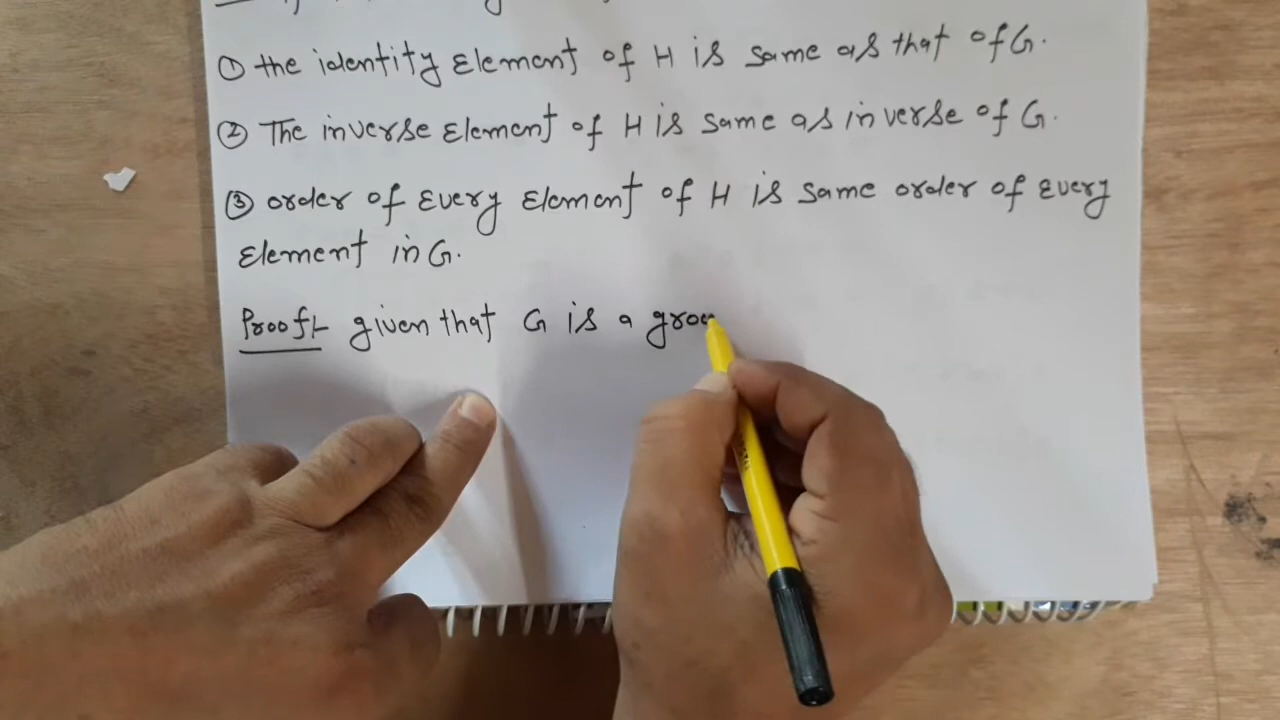 ① the identity Element of H is same as that of G.
② The inverse Element of H is same as inverse of G.
③ order of Every Element of H is same order of Every
Element in G.
Proof:- given that G is a grou